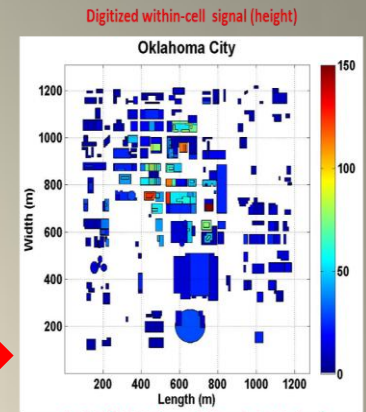 Digitized within-cell signal (height)
Oklahoma City
1200
1000
800
600
400
200
Width (m)
200 400 600 800 1000 1200
Length (m)
150
100
50
0